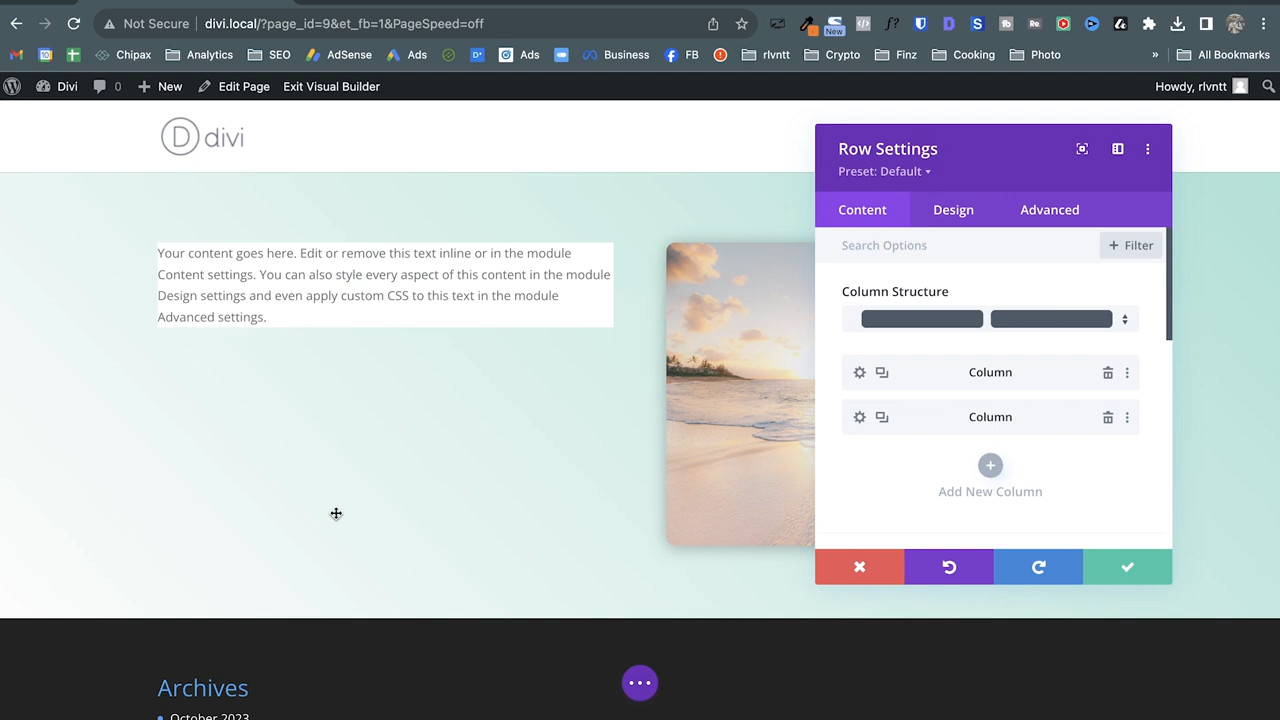 Not Secure divi.local/?page_id=9&et_fb=1&PageSpeed=off
New
Chipax Analytics SEO AdSense Ads Ads Business FB rlvntt Crypto Finz Cooking Photo » All Bookmarks
Divi 0 New Edit Page Exit Visual Builder Howdy, rlvntt
D divi
Row Settings
Preset: Default
Content Design Advanced
Search Options + Filter
Column Structure
Column
Column
Add New Column
Your content goes here. Edit or remove this text inline or in the module
Content settings. You can also style every aspect of this content in the module
Design settings and even apply custom CSS to this text in the module
Advanced settings.
Archives
October 2023